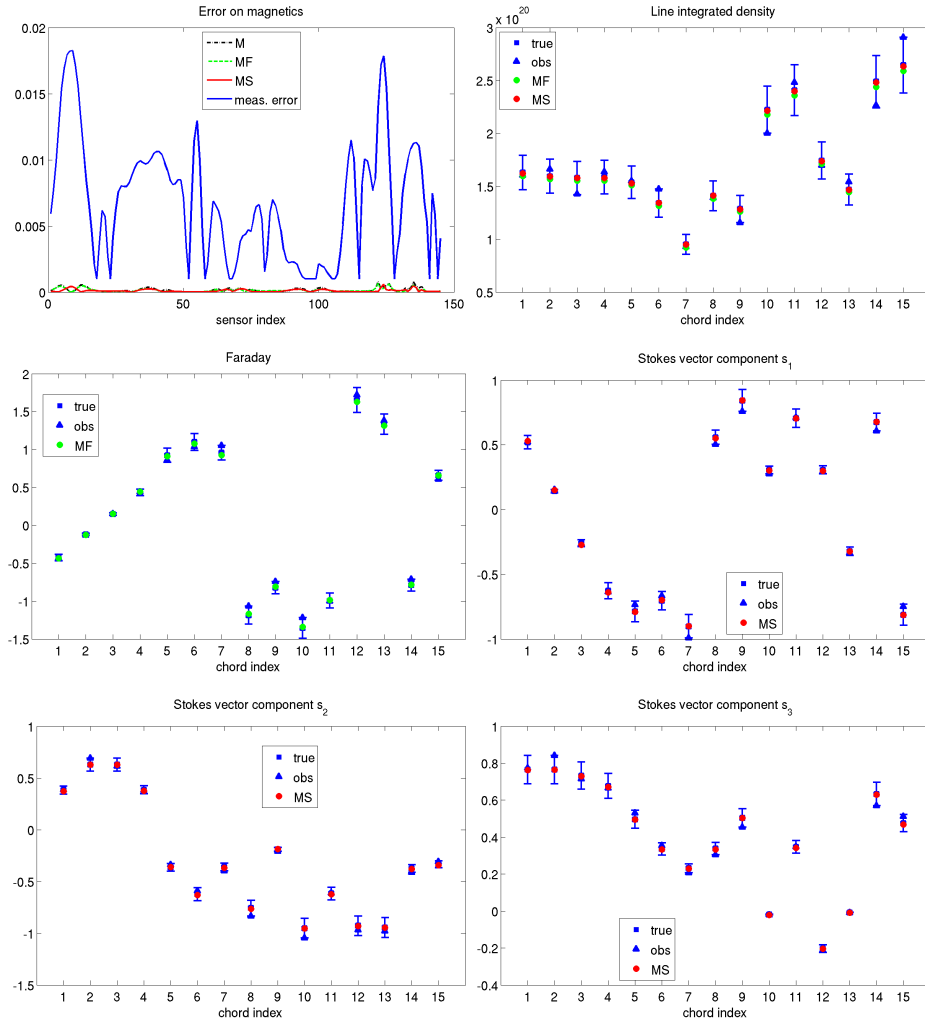 Error on magnetics
0.02
0.015
0.01
0.005
0
M
MF
MS
meas. error
0 50 100 150
sensor index
Line integrated density
x 10^20
3
2.5
2
1.5
1
0.5
true
obs
MF
MS
1 2 3 4 5 6 7 8 9 10 11 12 13 14 15
chord index
Faraday
2
1.5
1
0.5
0
-0.5
-1
-1.5
true
obs
MF
1 2 3 4 5 6 7 8 9 10 11 12 13 14 15
chord index
Stokes vector component s_1
1
0.5
0
-0.5
-1
true
obs
MS
1 2 3 4 5 6 7 8 9 10 11 12 13 14 15
chord index
Stokes vector component s_2
1
0.5
0
-0.5
-1
-1.5
true
obs
MS
1 2 3 4 5 6 7 8 9 10 11 12 13 14 15
chord index
Stokes vector component s_3
1
0.8
0.6
0.4
0.2
0
-0.2
-0.4
true
obs
MS
1 2 3 4 5 6 7 8 9 10 11 12 13 14 15
chord index